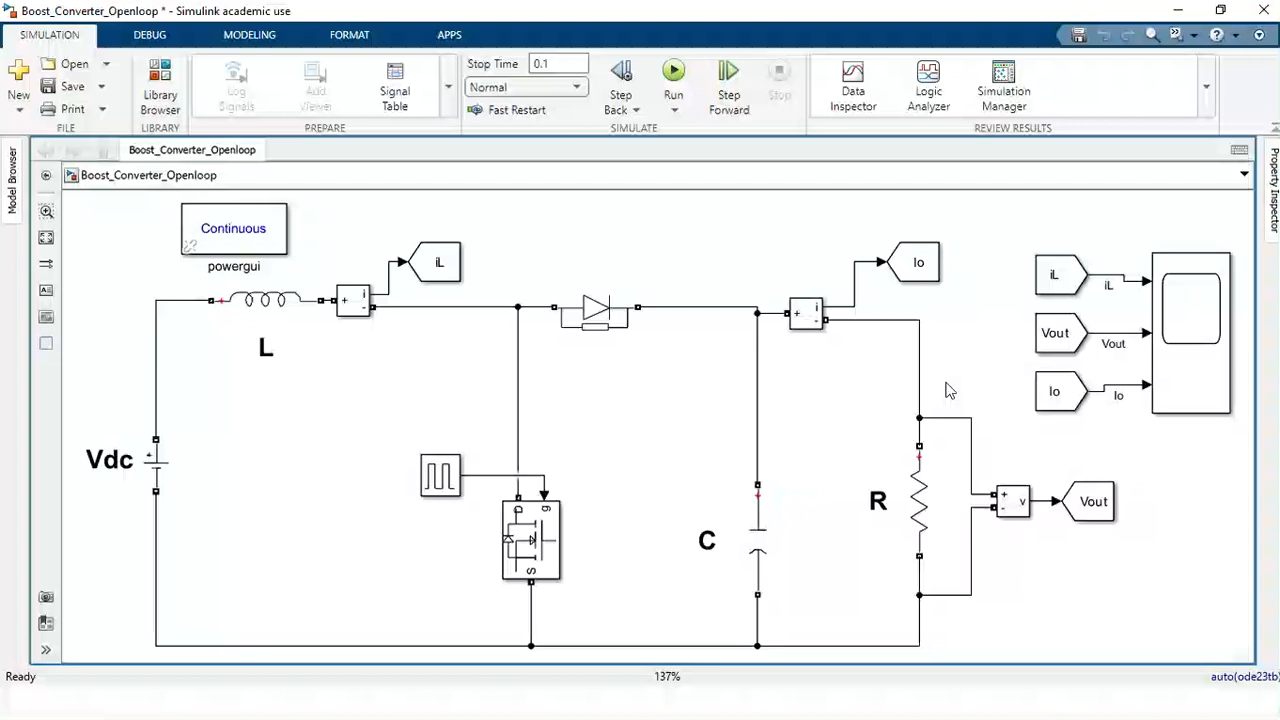 Boost_Converter_Openloop * - Simulink academic use
SIMULATION DEBUG MODELING FORMAT APPS
New
Open
Save
Print
FILE
Library
Browser
LIBRARY
Log
Signals
Add
Viewer
Signal
Table
PREPARE
Stop Time 0.1
Normal
Fast Restart
Step
Back
Run
Step
Forward
Stop
SIMULATE
Data
Inspector
Logic
Analyzer
Simulation
Manager
REVIEW RESULTS
Model Browser
Property Inspector
Boost_Converter_Openloop
Boost_Converter_Openloop
Continuous
powergui
iL
Io
iL
iL
Vout
Vout
Io
Io
+
i
-
+
i
-
L
Vdc
+
g
D
S
C
R
+
-
v
Vout
Ready
137%
auto(ode23tb)